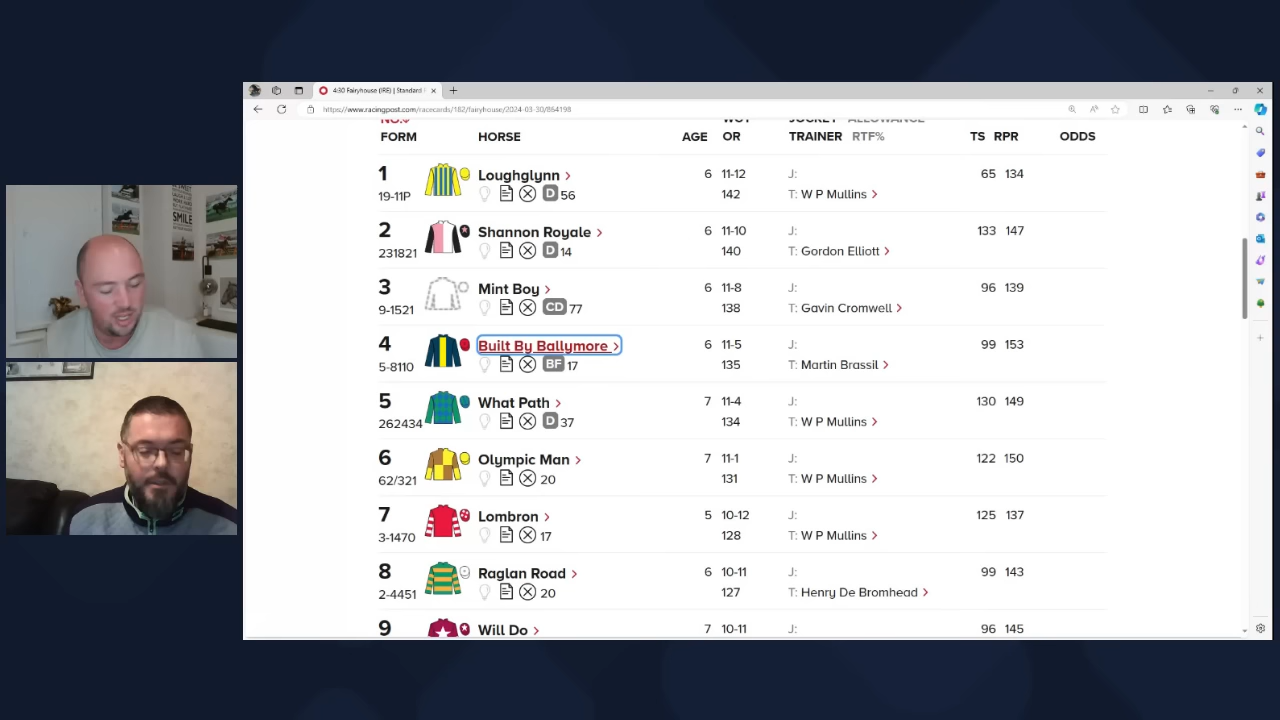 4:30 Fairyhouse (IRE) | Standard
https://www.racingpost.com/racecards/182/fairyhouse/2024-03-30/864198
NO. WGT JOCKEY ALLOWANCE
FORM HORSE AGE OR TRAINER RTF% TS RPR ODDS
1 Loughglynn 6 11-12 J: 65 134
19-11P D 56 142 T: W P Mullins
2 Shannon Royale 6 11-10 J: 133 147
231821 D 14 140 T: Gordon Elliott
3 Mint Boy 6 11-8 J: 96 139
9-1521 CD 77 138 T: Gavin Cromwell
4 Built By Ballymore 6 11-5 J: 99 153
5-8110 BF 17 135 T: Martin Brassil
5 What Path 7 11-4 J: 130 149
262434 D 37 134 T: W P Mullins
6 Olympic Man 7 11-1 J: 122 150
62/321 20 131 T: W P Mullins
7 Lombron 5 10-12 J: 125 137
3-1470 17 128 T: W P Mullins
8 Raglan Road 6 10-11 J: 99 143
2-4451 20 127 T: Henry De Bromhead
9 Will Do 7 10-11 J: 96 145
SMILE